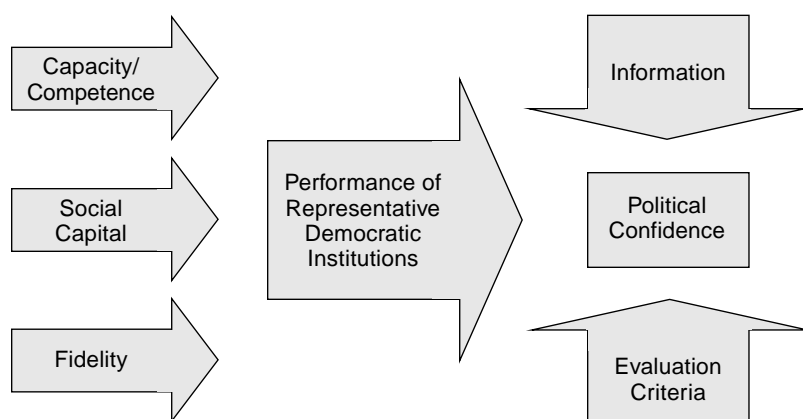 Capacity/
Competence
Social
Capital
Fidelity
Performance of
Representative
Democratic
Institutions
Information
Political
Confidence
Evaluation
Criteria